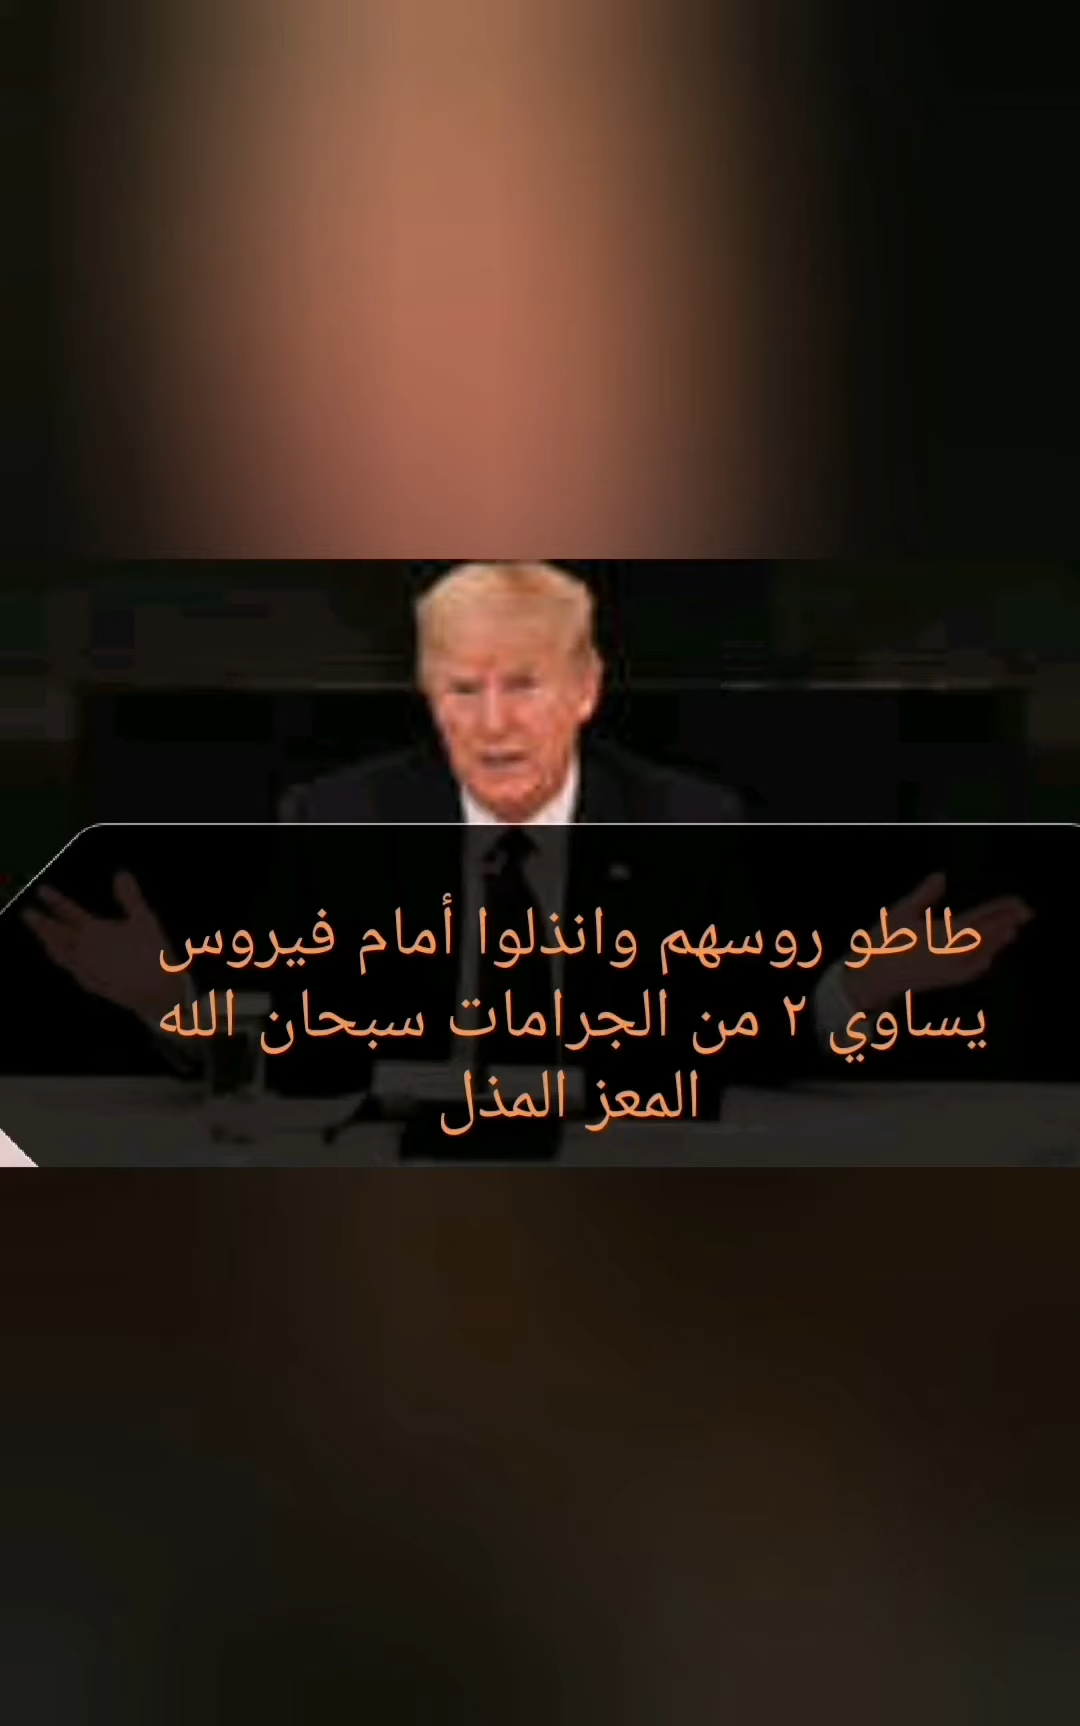 طاطو روسهم وانذلوا أمام فيروس
يساوي ٢ من الجرامات سبحان الله
المعز المذل